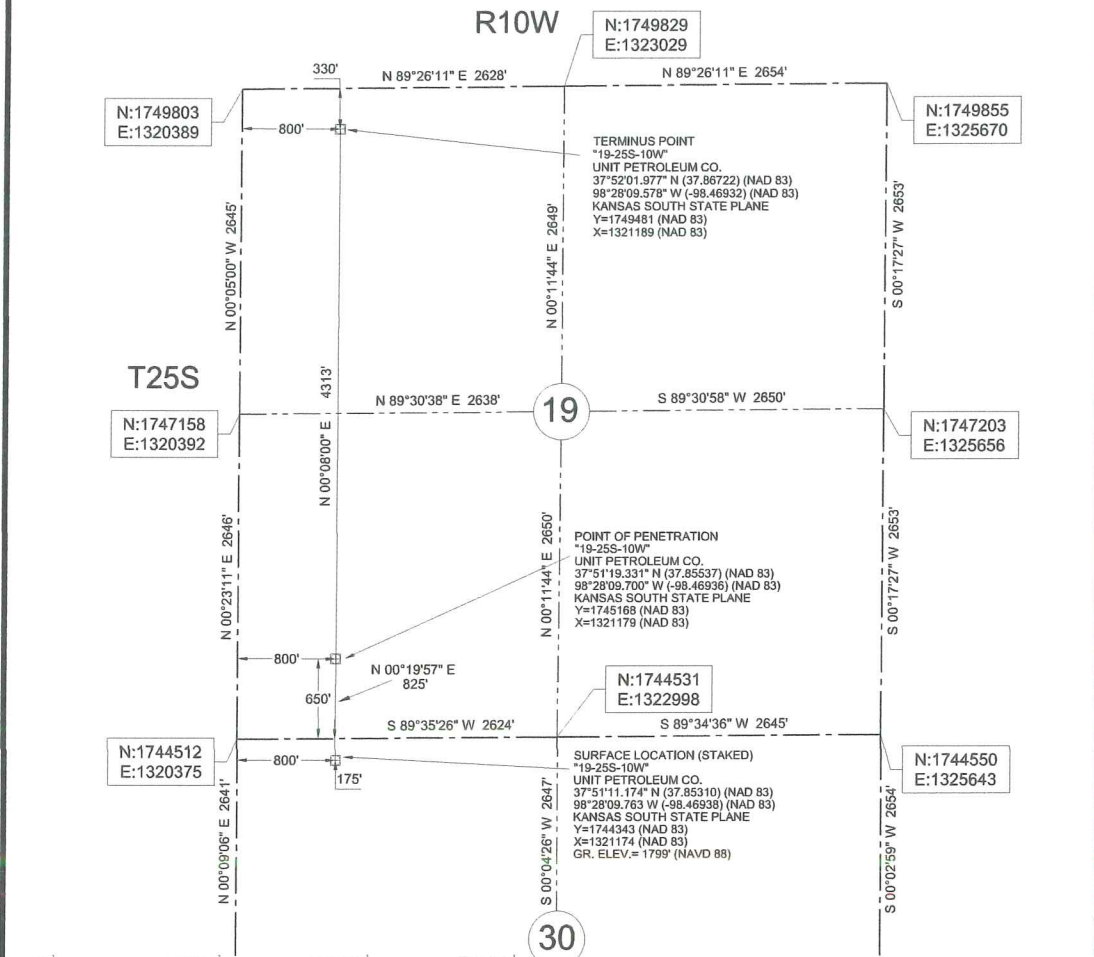 R10W
N:1749829
E:1323029
330'
N 89°26'11" E 2628'
N 89°26'11" E 2654'
N:1749803
E:1320389
N:1749855
E:1325670
800'
TERMINUS POINT
"19-25S-10W"
UNIT PETROLEUM CO.
37°52'01.977" N (37.86722) (NAD 83)
98°28'09.578" W (-98.46932) (NAD 83)
KANSAS SOUTH STATE PLANE
Y=1749481 (NAD 83)
X=1321189 (NAD 83)
N 00°05'00" W 2645'
N 00°11'44" E 2649'
S 00°17'27" W 2653'
T25S
4313'
N 00°08'00" E
N 89°30'38" E 2638'
19
S 89°30'58" W 2650'
N:1747158
E:1320392
N:1747203
E:1325656
N 00°23'11" E 2646'
N 00°11'44" E 2650'
S 00°17'27" W 2653'
POINT OF PENETRATION
"19-25S-10W"
UNIT PETROLEUM CO.
37°51'19.331" N (37.85537) (NAD 83)
98°28'09.700" W (-98.46936) (NAD 83)
KANSAS SOUTH STATE PLANE
Y=1745168 (NAD 83)
X=1321179 (NAD 83)
800'
N 00°19'57" E
825'
650'
N:1744531
E:1322998
S 89°35'26" W 2624'
S 89°34'36" W 2645'
N:1744512
E:1320375
N:1744550
E:1325643
800'
175'
SURFACE LOCATION (STAKED)
"19-25S-10W"
UNIT PETROLEUM CO.
37°51'11.174" N (37.85310) (NAD 83)
98°28'09.763 W (-98.46938) (NAD 83)
KANSAS SOUTH STATE PLANE
Y=1744343 (NAD 83)
X=1321174 (NAD 83)
GR. ELEV.= 1799' (NAVD 88)
N 00°09'06" E 2641'
S 00°04'26" W 2647'
S 00°02'59" W 2654'
30